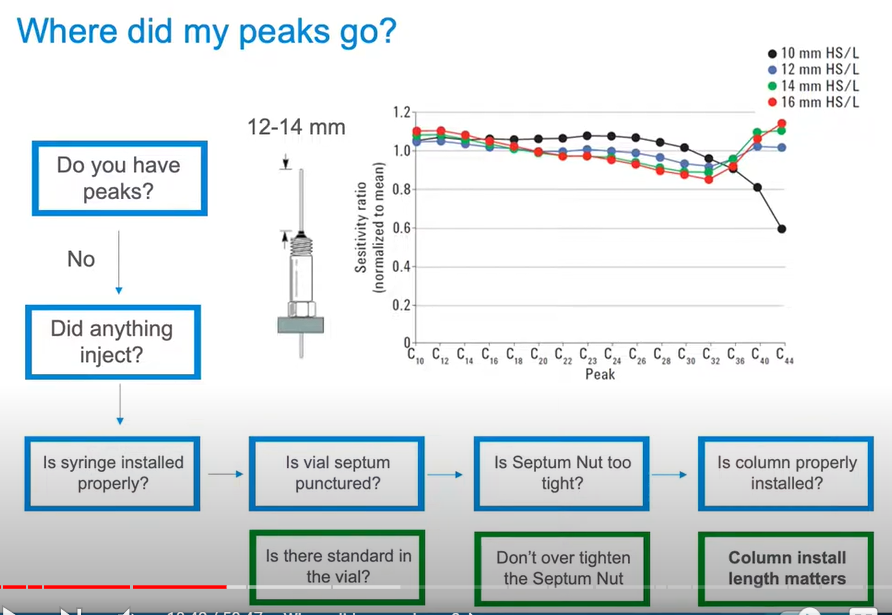 Where did my peaks go?
10 mm HS/L
12 mm HS/L
14 mm HS/L
16 mm HS/L
12-14 mm
Do you have
peaks?
No
Did anything
inject?
Sesitivity ratio
(normalized to mean)
1.2
1.0
0.8
0.6
0.4
0.2
0
C10 C12 C14 C16 C18 C20 C22 C23 C24 C26 C28 C30 C32 C36 C40 C44
Peak
Is syringe installed
properly?
Is vial septum
punctured?
Is Septum Nut too
tight?
Is column properly
installed?
Is there standard in
the vial?
Don't over tighten
the Septum Nut
Column install
length matters